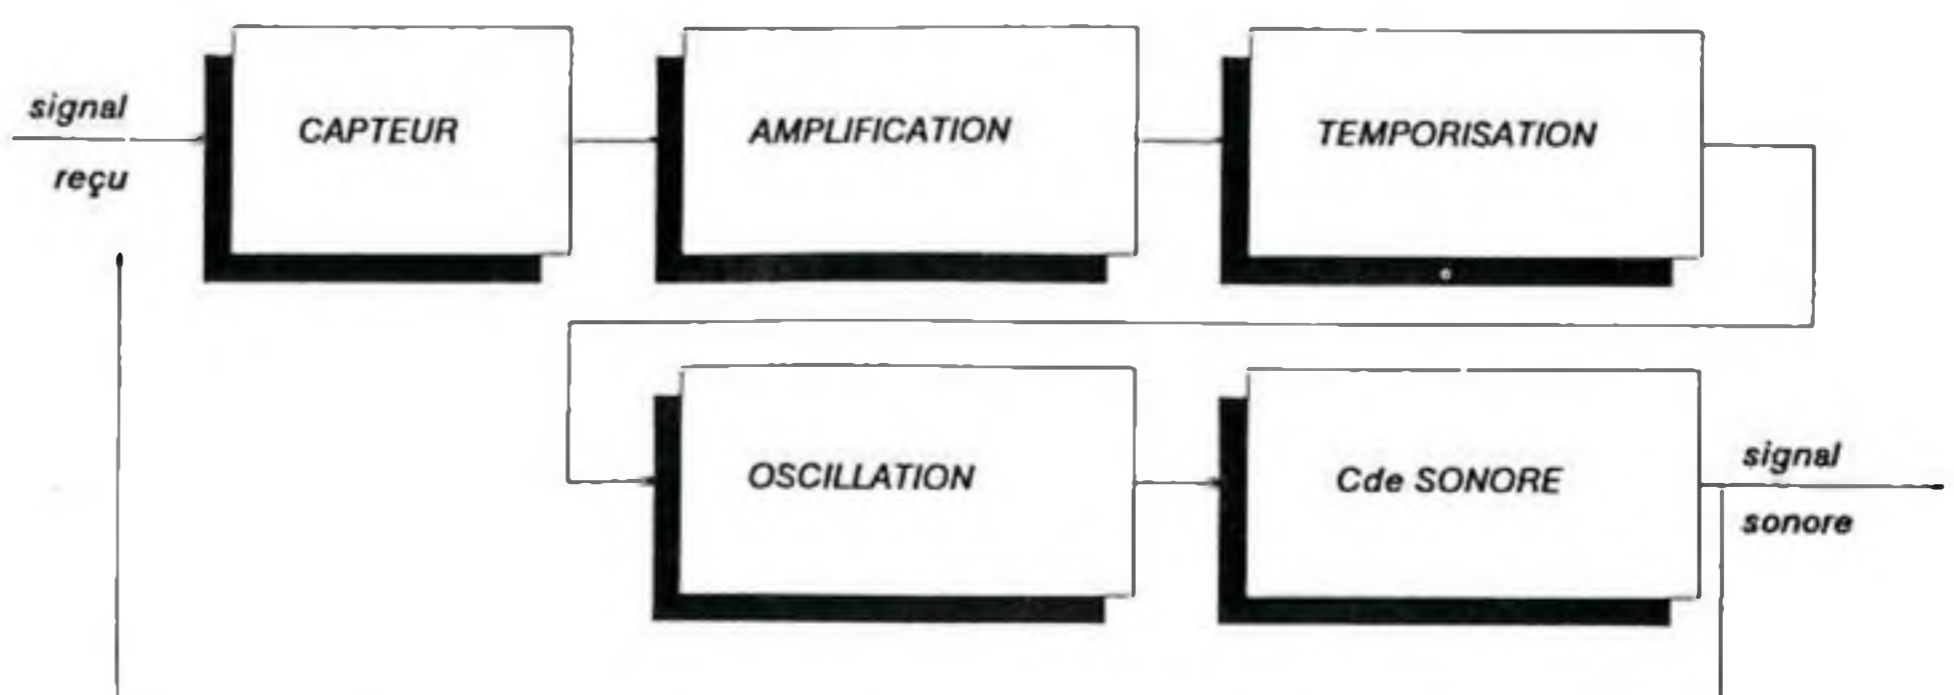 signal
reçu
CAPTEUR
AMPLIFICATION
TEMPORISATION
OSCILLATION
Cde SONORE
signal
sonore